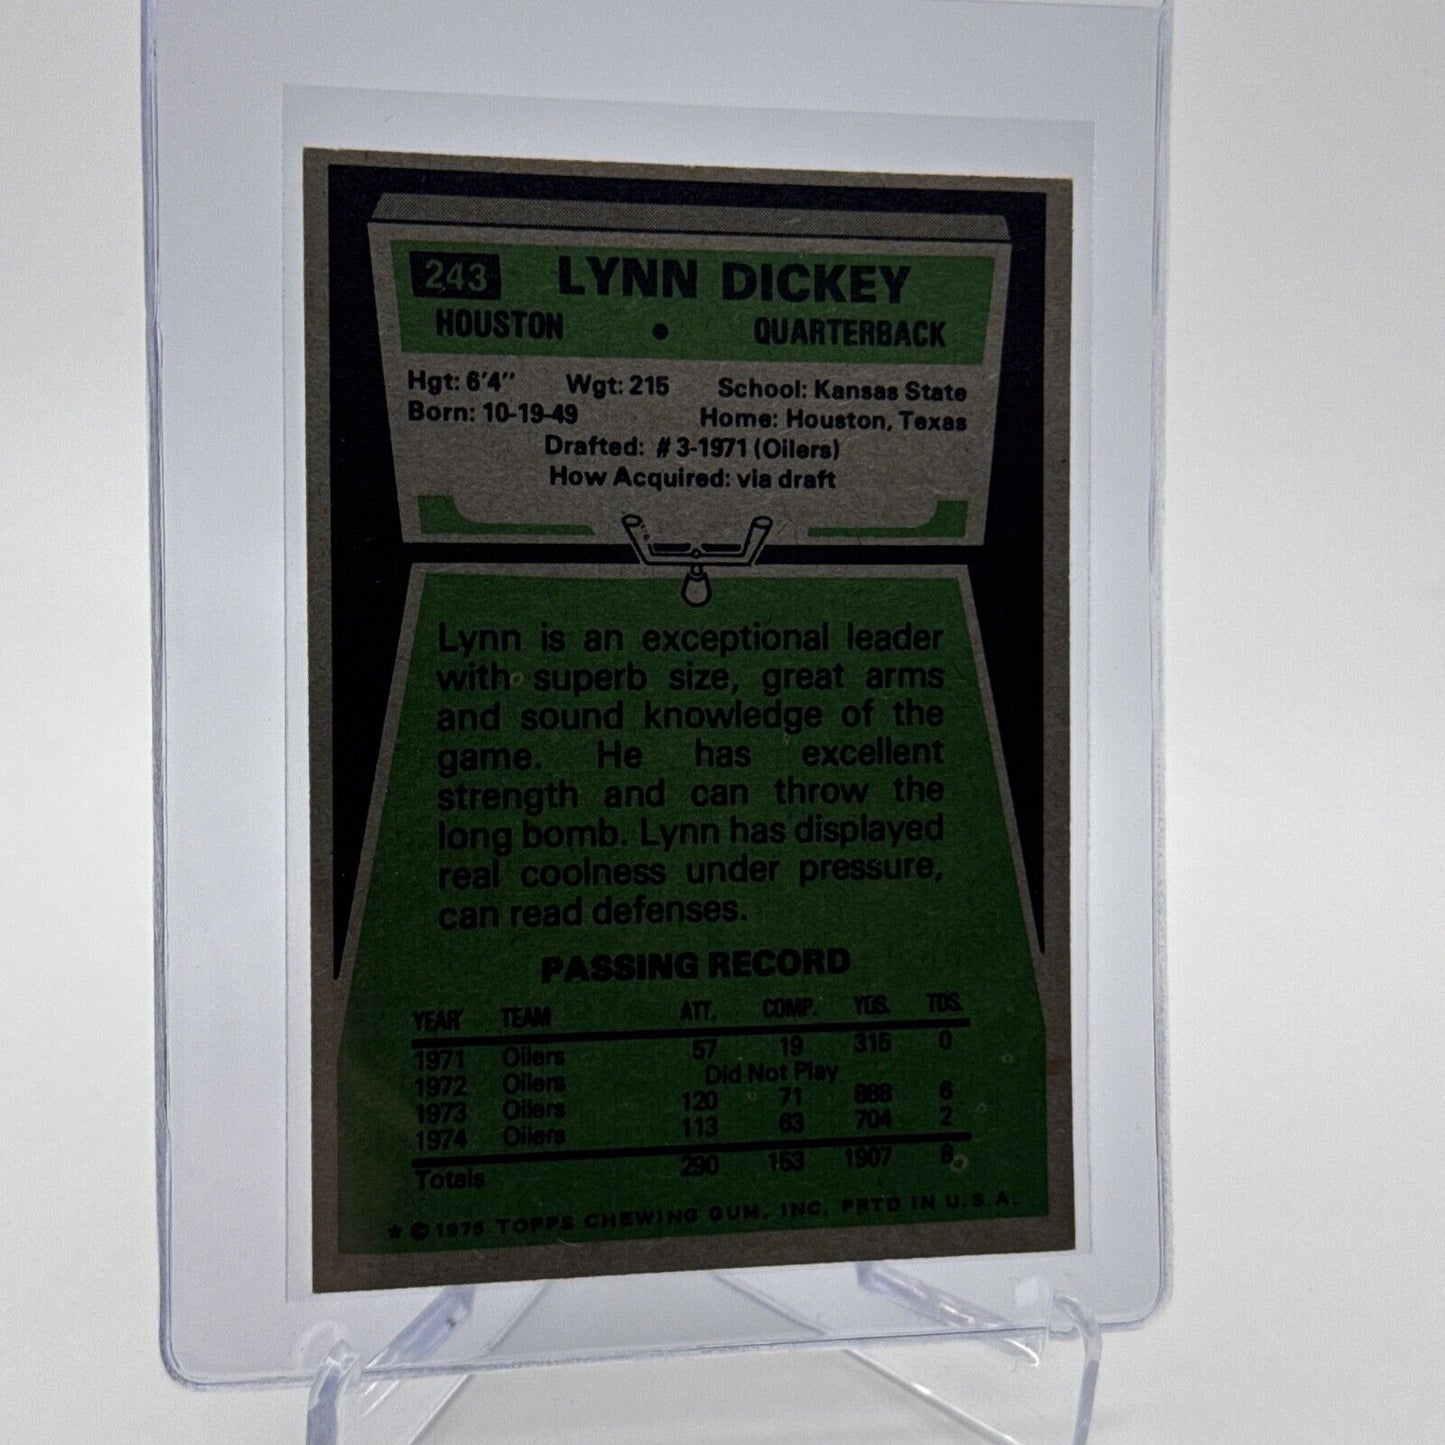 243 LYNN DICKEY
HOUSTON • QUARTERBACK
Hgt: 6'4" Wgt: 215 School: Kansas State
Born: 10-19-49 Home: Houston, Texas
Drafted: #3-1971 (Oilers)
How Acquired: via draft
Lynn is an exceptional leader
with superb size, great arms
and sound knowledge of the
game. He has excellent
strength and can throw the
long bomb. Lynn has displayed
real coolness under pressure,
can read defenses.
PASSING RECORD
YEAR TEAM ATT. COMP. YDS. TDS.
1971 Oilers 57 19 315 0
1972 Oilers Did Not Play
1973 Oilers 120 71 888 6
1974 Oilers 113 63 704 2
Totals 290 153 1907 8
★ © 1975 TOPPS CHEWING GUM, INC. PRTD IN U.S.A.